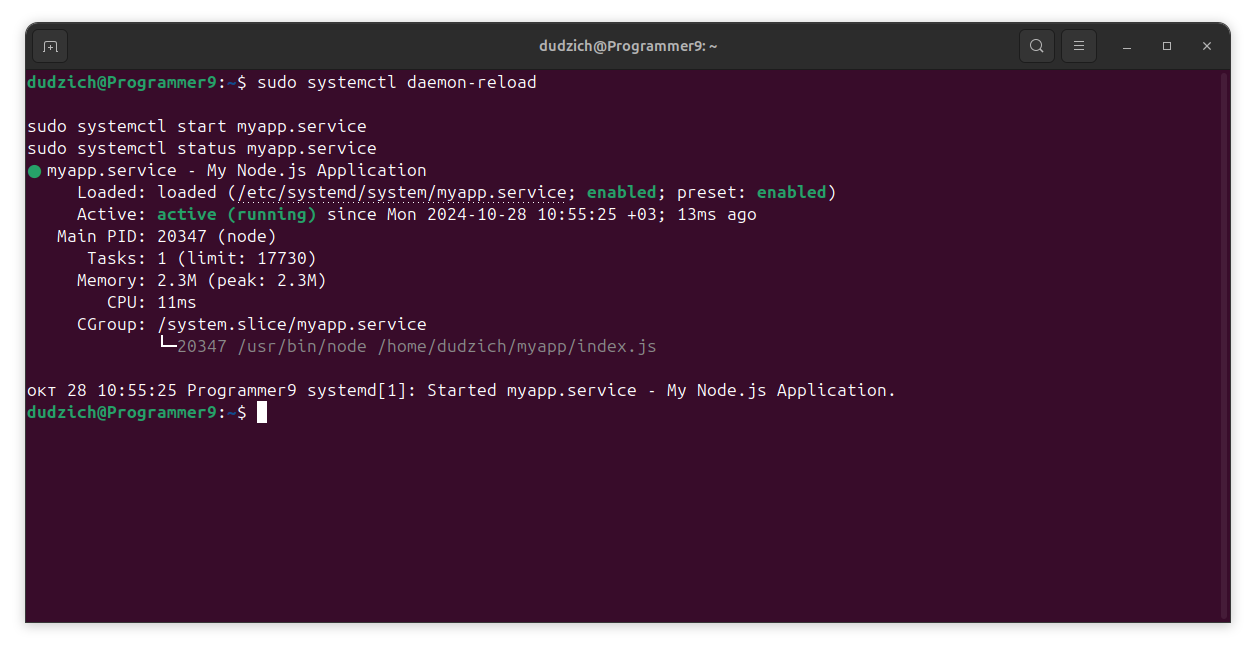 dudzich@Programmer9: ~
dudzich@Programmer9:~$ sudo systemctl daemon-reload
sudo systemctl start myapp.service
sudo systemctl status myapp.service
● myapp.service - My Node.js Application
Loaded: loaded (/etc/systemd/system/myapp.service; enabled; preset: enabled)
Active: active (running) since Mon 2024-10-28 10:55:25 +03; 13ms ago
Main PID: 20347 (node)
Tasks: 1 (limit: 17730)
Memory: 2.3M (peak: 2.3M)
CPU: 11ms
CGroup: /system.slice/myapp.service
└─20347 /usr/bin/node /home/dudzich/myapp/index.js
окт 28 10:55:25 Programmer9 systemd[1]: Started myapp.service - My Node.js Application.
dudzich@Programmer9:~$